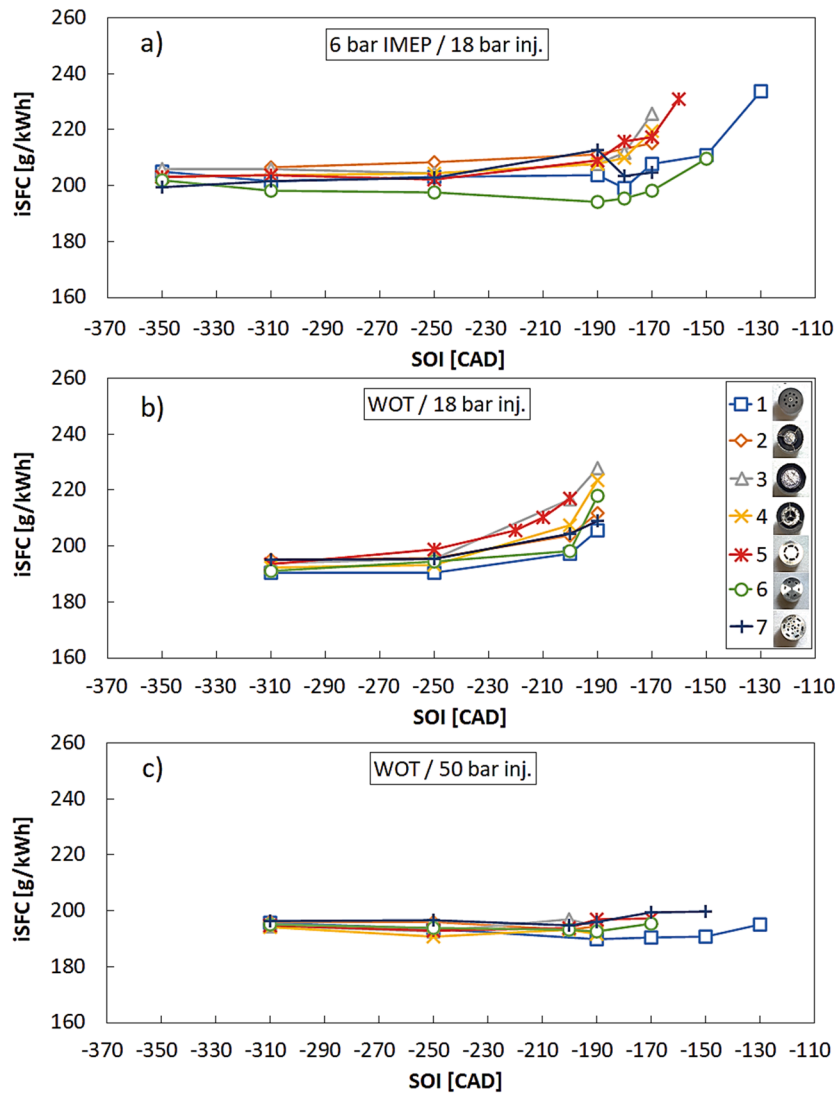 a)
6 bar IMEP / 18 bar inj.
iSFC [g/kWh]
260
240
220
200
180
160
-370 -350 -330 -310 -290 -270 -250 -230 -210 -190 -170 -150 -130 -110
SOI [CAD]
b)
WOT / 18 bar inj.
iSFC [g/kWh]
260
240
220
200
180
160
1
2
3
4
5
6
7
-370 -350 -330 -310 -290 -270 -250 -230 -210 -190 -170 -150 -130 -110
SOI [CAD]
c)
WOT / 50 bar inj.
iSFC [g/kWh]
260
240
220
200
180
160
-370 -350 -330 -310 -290 -270 -250 -230 -210 -190 -170 -150 -130 -110
SOI [CAD]